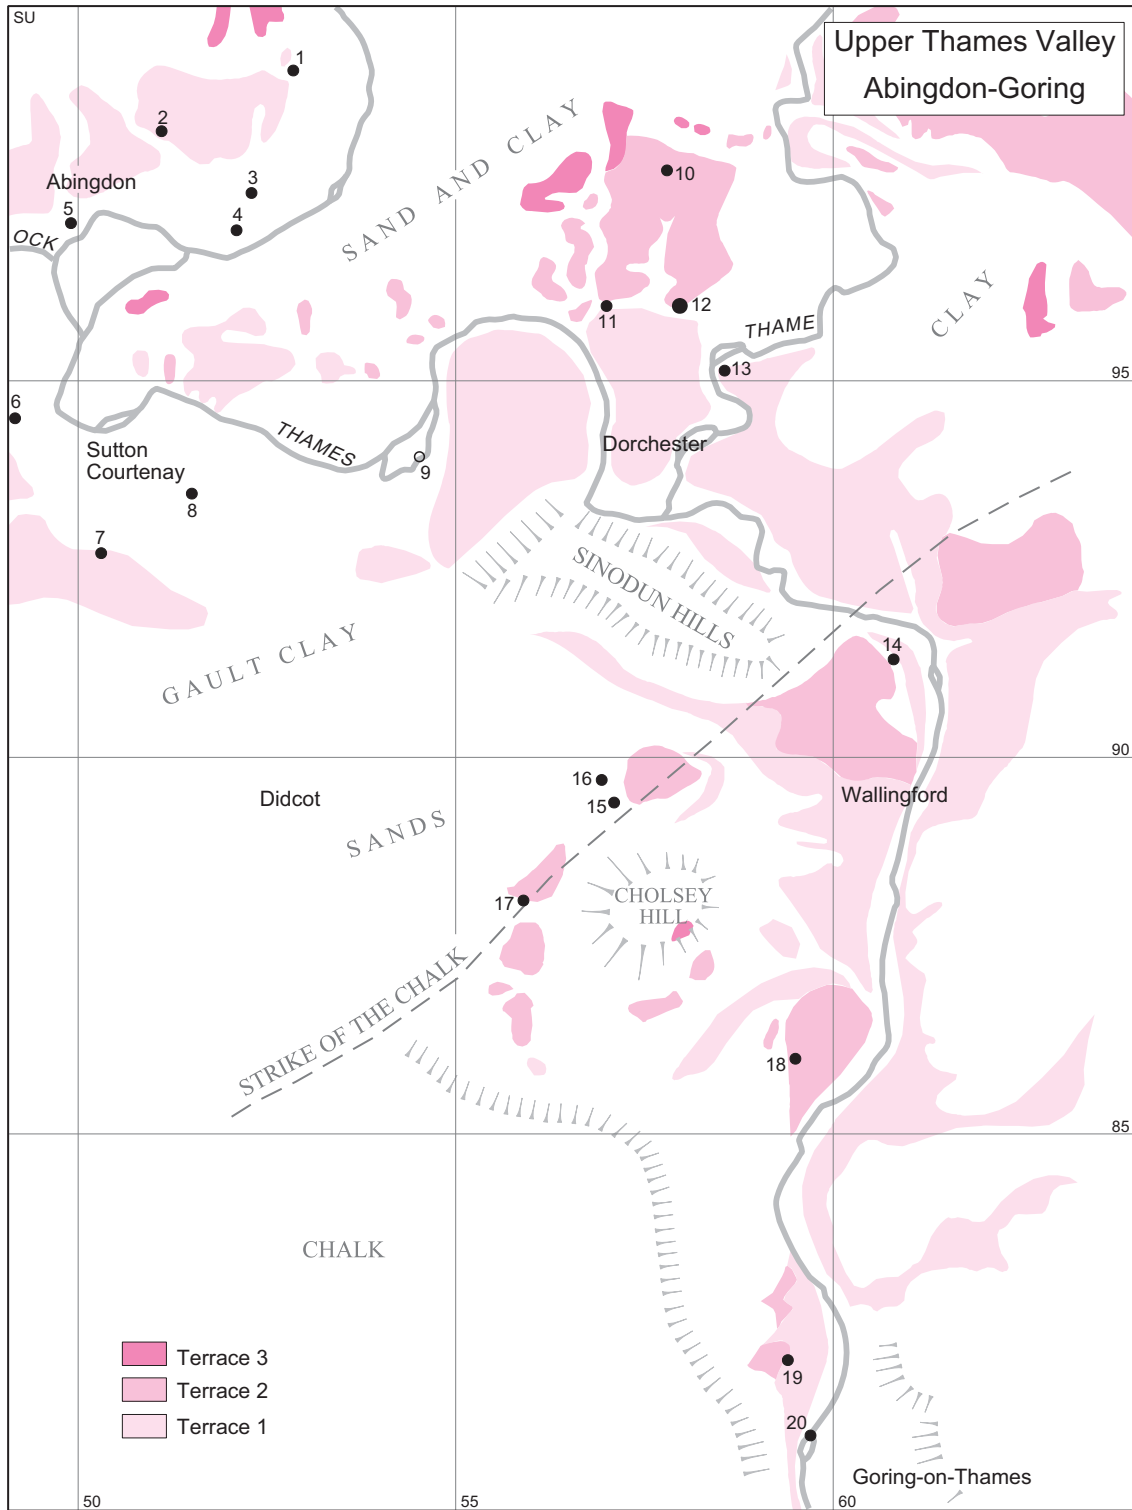 SU
Upper Thames Valley
Abingdon-Goring
1
2
SAND AND CLAY
10
Abingdon
3
5
4
OCK
CLAY
11
12
THAME
13
95
6
THAMES
Sutton
Courtenay
Dorchester
9
8
7
SINODUN HILLS
GAULT CLAY
14
90
16
Didcot
15
Wallingford
SANDS
CHOLSEY
HILL
17
STRIKE OF THE CHALK
18
85
CHALK
Terrace 3
19
Terrace 2
Terrace 1
20
Goring-on-Thames
50
55
60